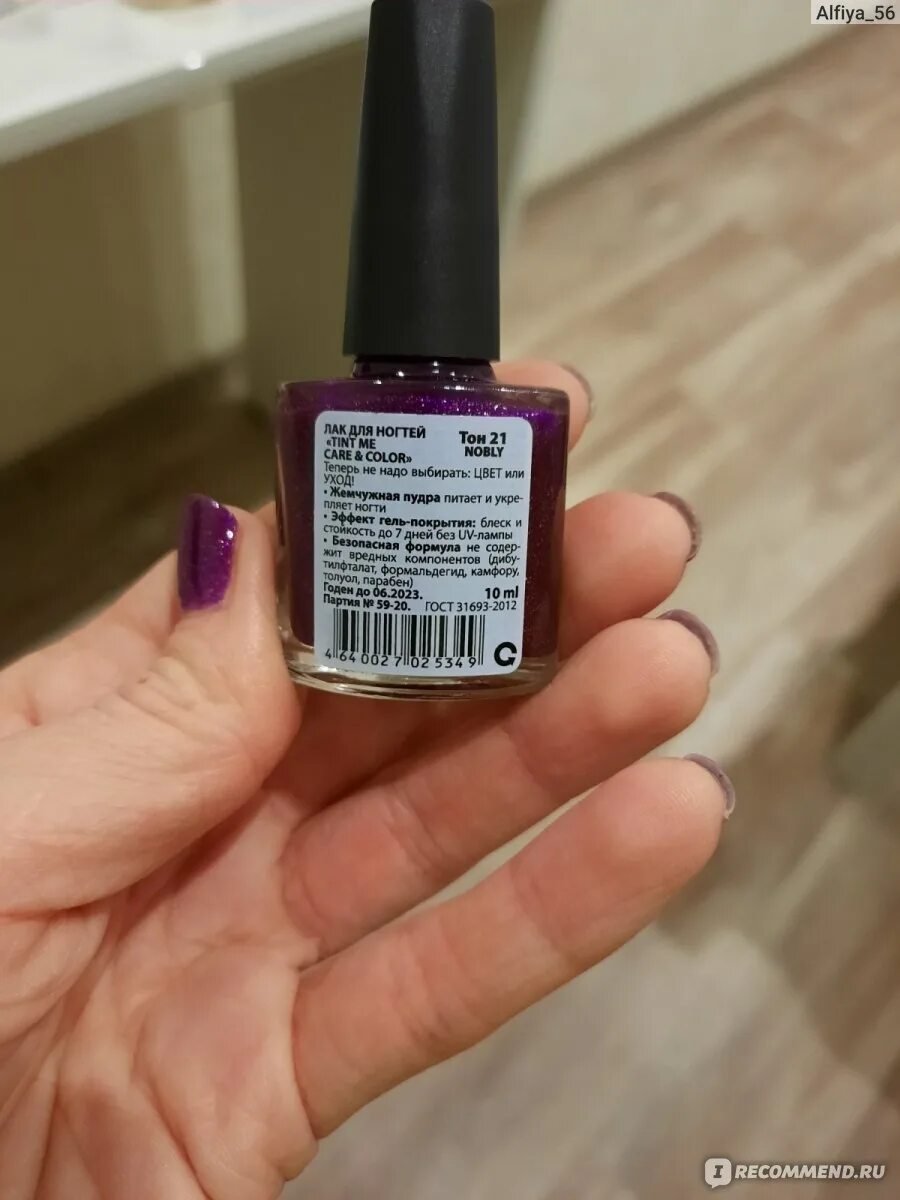 Alfiya_56
ЛАК ДЛЯ НОГТЕЙ
«TINT ME
CARE & COLOR»
Тон 21
NOBLY
Теперь не надо выбирать: ЦВЕТ или
УХОД!
• Жемчужная пудра питает и укре-
пляет ногти
• Эффект гель-покрытия: блеск и
стойкость до 7 дней без UV-лампы
• Безопасная формула не содер-
жит вредных компонентов (дибу-
тилфталат, формальдегид, камфору,
толуол, парабен)
Годен до 06.2023.
10 ml
Партия № 59-20.
ГОСТ 31693-2012
4 640027 025349
IRECOMMEND.RU